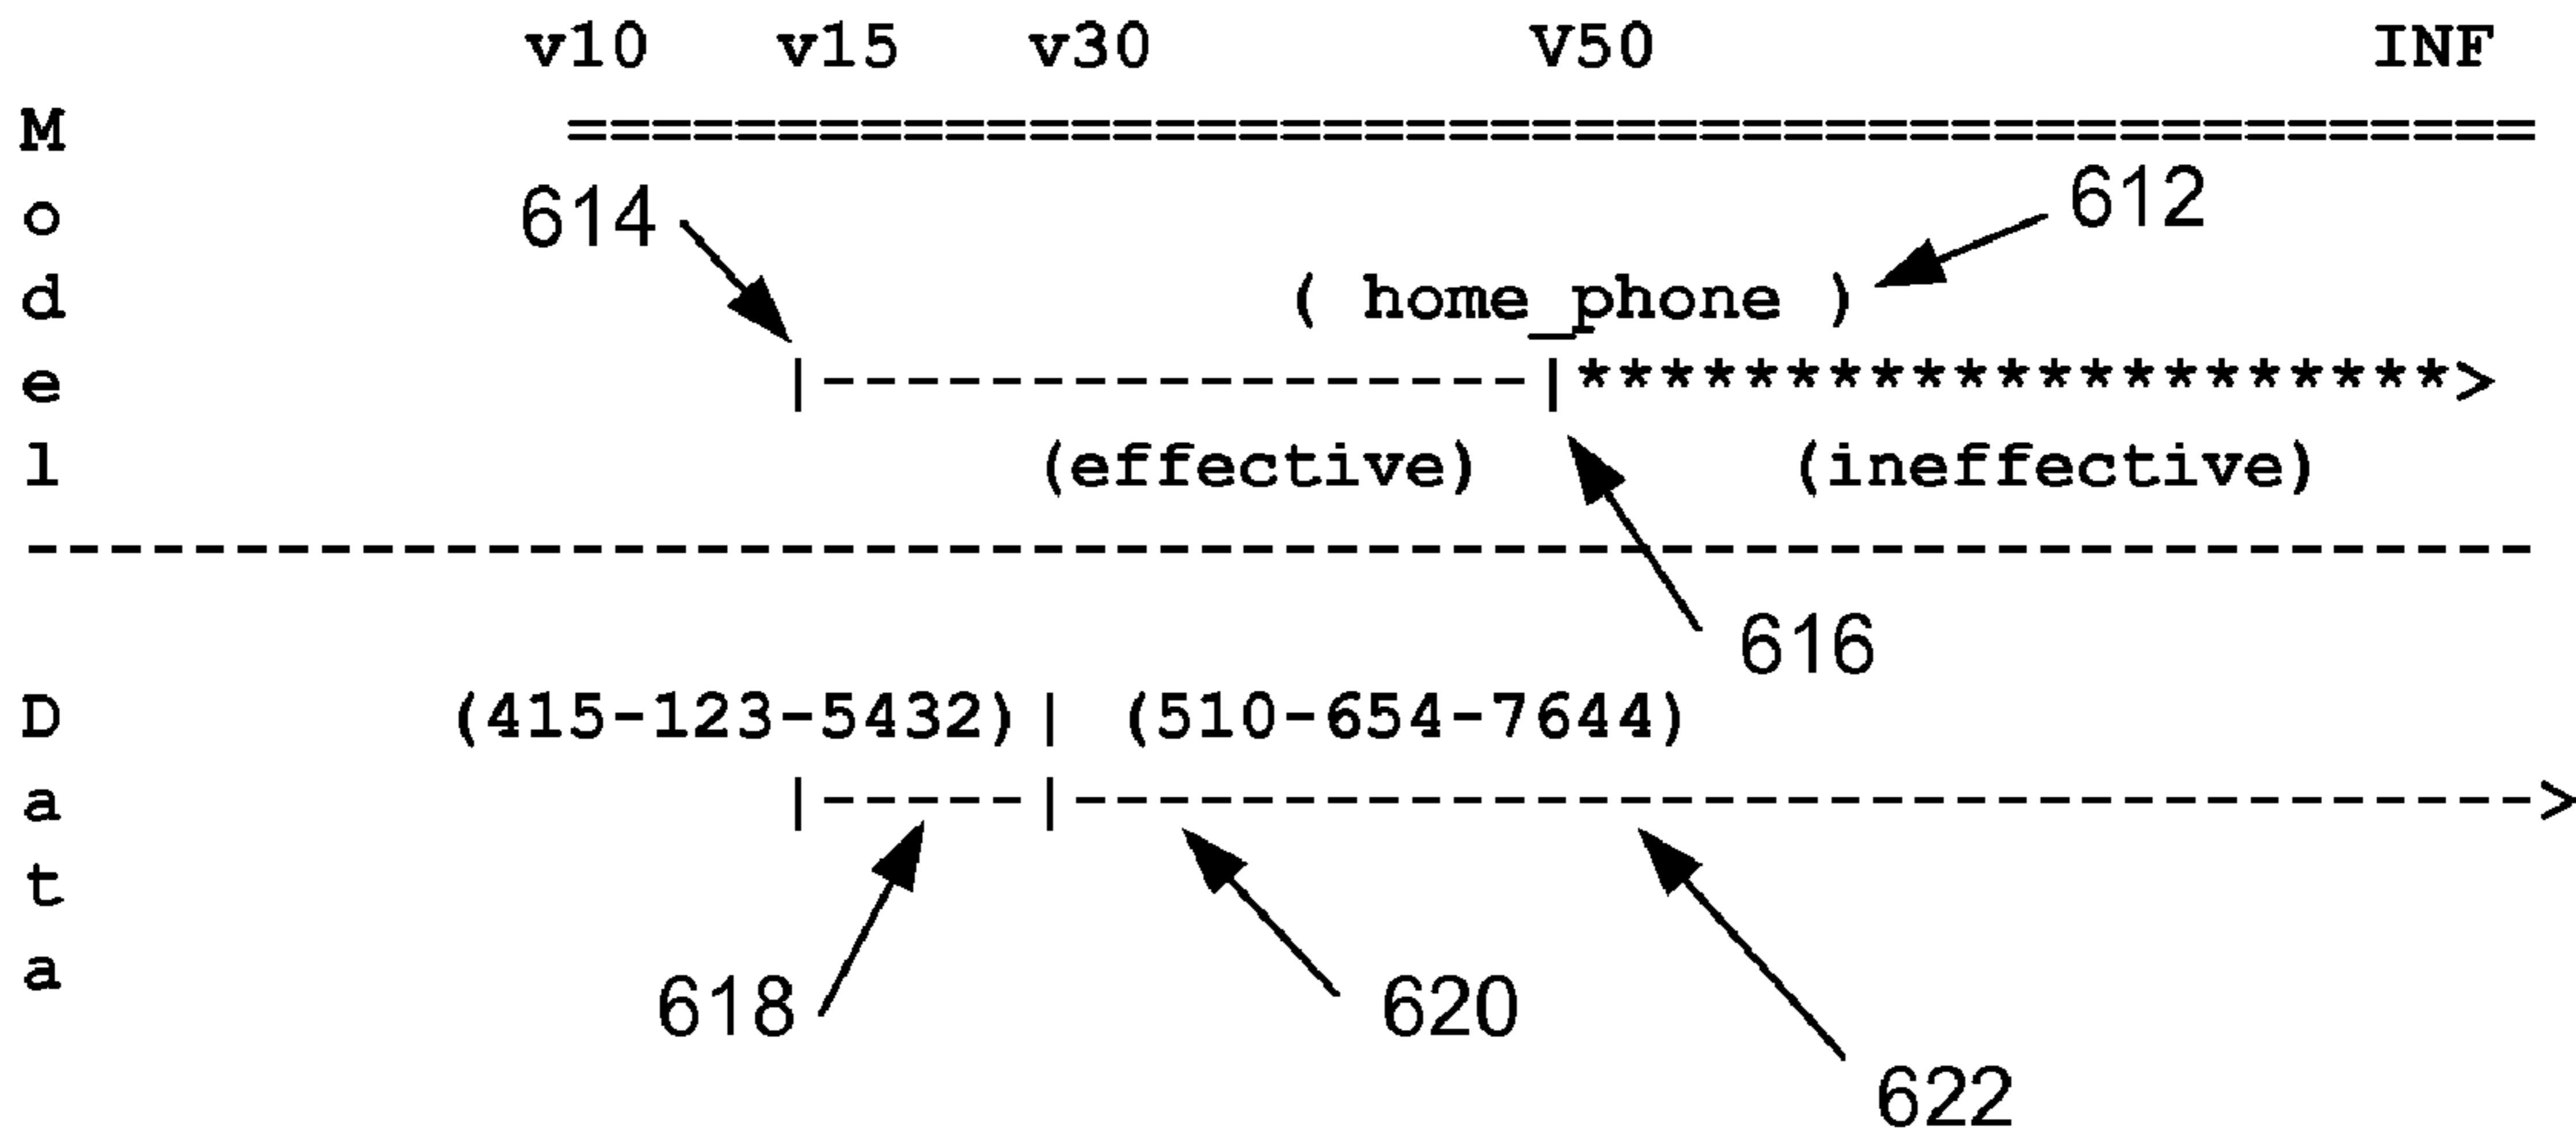 v10 v15 v30 V50 INF
M ===============================================
o 614 612
d ( home_phone )
e |-----------------|*********************>
l (effective) (ineffective)
------------------------------------------------------------
616
D (415-123-5432)| (510-654-7644)
a |-----|----------------------------------->
t
a 618 620
622